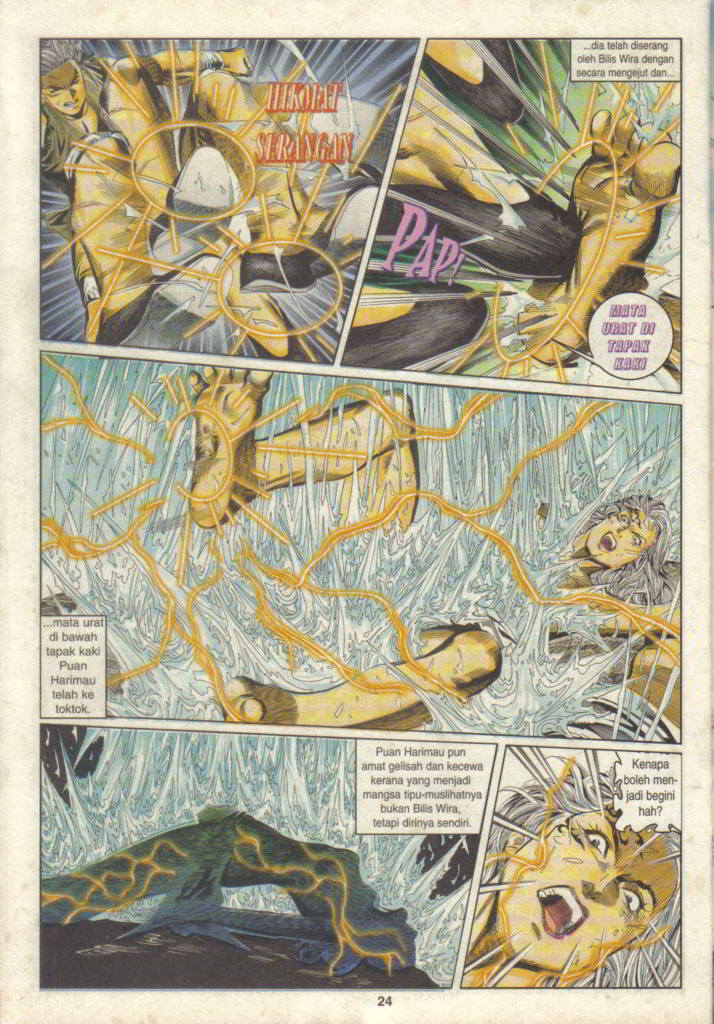 HIKMAT
SERANGAN
...dia telah diserang
oleh Bilis Wira dengan
secara mengejut dan...
PAP!
MATA
URAT DI
TAPAK
KAKI
...mata urat
di bawah
tapak kaki
Puan
Harimau
telah ke
toktok.
Puan Harimau pun
amat gelisah dan kecewa
kerana yang menjadi
mangsa tipu-muslihatnya
bukan Bilis Wira,
tetapi dirinya sendiri.
Kenapa
boleh men-
jadi begini
hah?
24